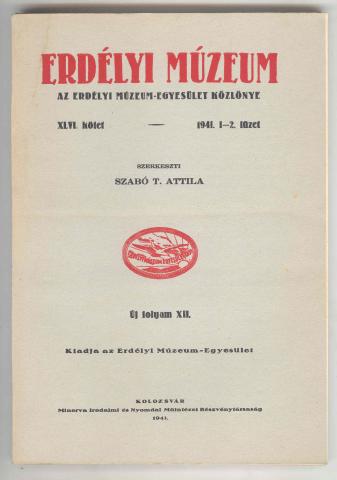 ERDÉLYI MÚZEUM
AZ ERDÉLYI MÚZEUM-EGYESÜLET KÖZLÖNYE
XLVI. kötet — 1941. 1—2. füzet
SZERKESZTI
SZABÓ T. ATTILA
Új folyam XII.
Kiadja az Erdélyi Múzeum-Egyesület
KOLOZSVÁR
Minerva Irodalmi és Nyomdai Műintézet Részvénytársaság
1941.